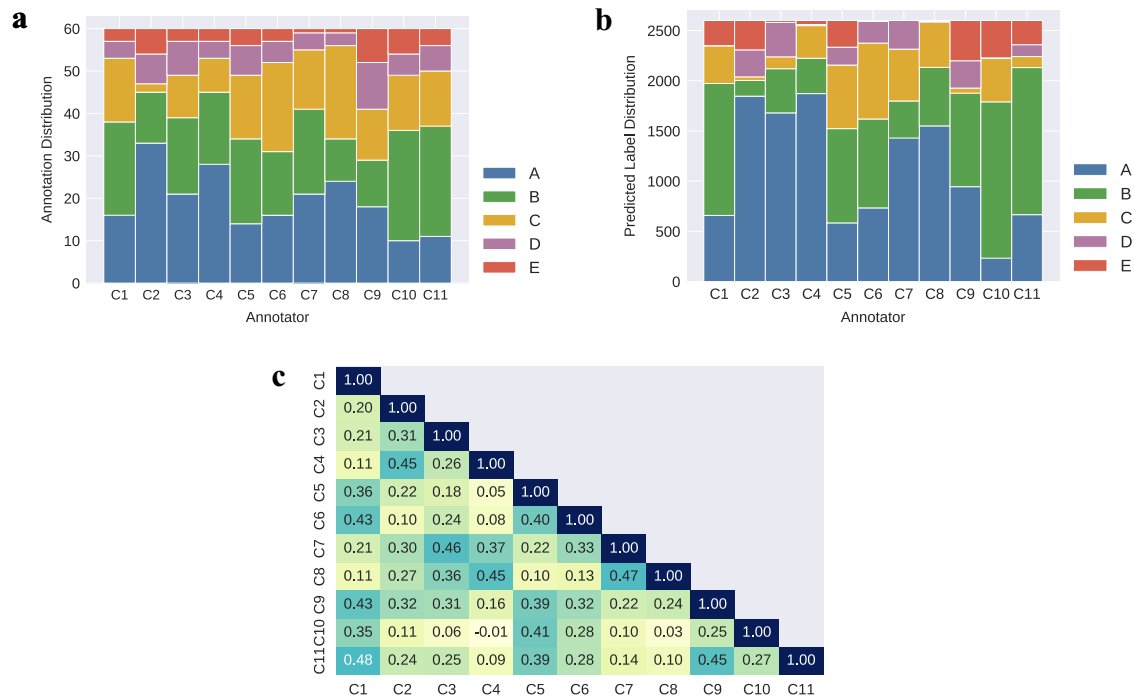 a
60
50
40
30
20
10
0
Annotation Distribution
C1 C2 C3 C4 C5 C6 C7 C8 C9 C10 C11
Annotator
A
B
C
D
E
b
2500
2000
1500
1000
500
0
Predicted Label Distribution
C1 C2 C3 C4 C5 C6 C7 C8 C9 C10 C11
Annotator
A
B
C
D
E
c
C1 1.00
C2 0.20 1.00
C3 0.21 0.31 1.00
C4 0.11 0.45 0.26 1.00
C5 0.36 0.22 0.18 0.05 1.00
C6 0.43 0.10 0.24 0.08 0.40 1.00
C7 0.21 0.30 0.46 0.37 0.22 0.33 1.00
C8 0.11 0.27 0.36 0.45 0.10 0.13 0.47 1.00
C9 0.43 0.32 0.31 0.16 0.39 0.32 0.22 0.24 1.00
C10 0.35 0.11 0.06 -0.01 0.41 0.28 0.10 0.03 0.25 1.00
C11 0.48 0.24 0.25 0.09 0.39 0.28 0.14 0.10 0.45 0.27 1.00
C1 C2 C3 C4 C5 C6 C7 C8 C9 C10 C11